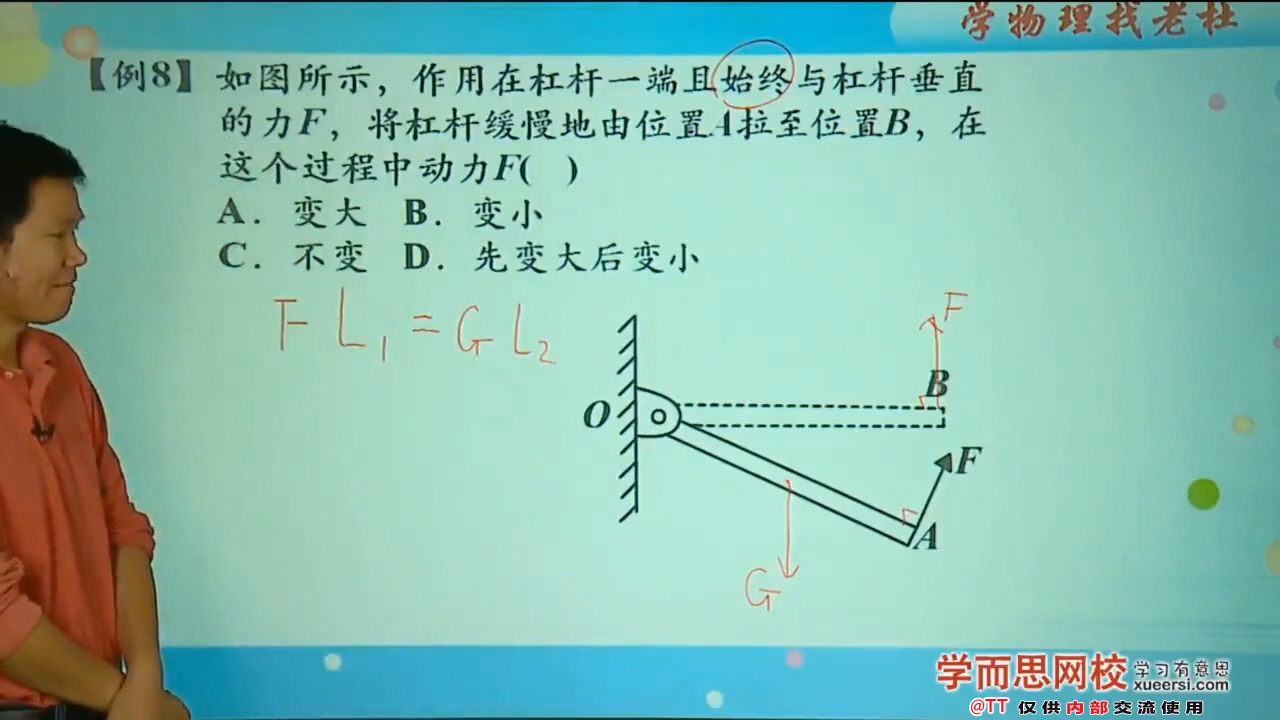 学物理找老杜
【例8】如图所示，作用在杠杆一端且始终与杠杆垂直
的力F，将杠杆缓慢地由位置A拉至位置B，在
这个过程中动力F(  )
A．变大 B．变小
C．不变 D．先变大后变小
F L₁ = G L₂
F
B
O
F
A
G
学而思网校 学习有意思
xueersi.com
@TT 仅供内部交流使用